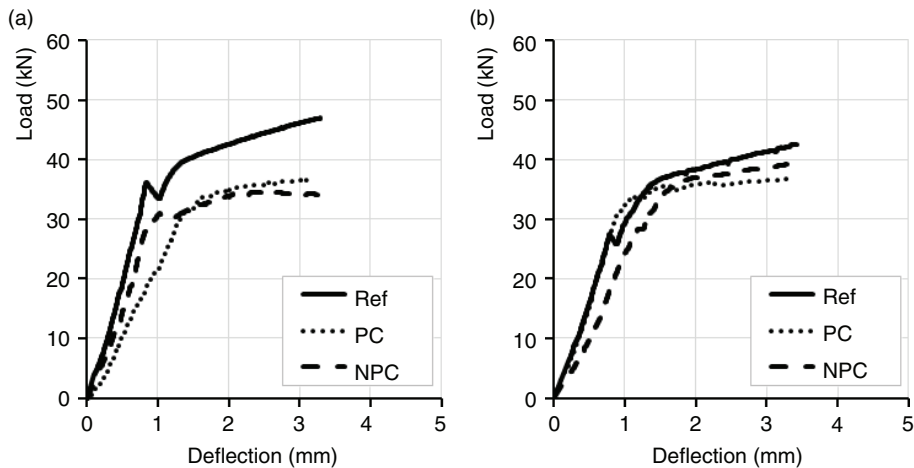 (a)
Load (kN)
60
50
40
30
20
10
0
0 1 2 3 4 5
Deflection (mm)
Ref
PC
NPC
(b)
Load (kN)
60
50
40
30
20
10
0
0 1 2 3 4 5
Deflection (mm)
Ref
PC
NPC